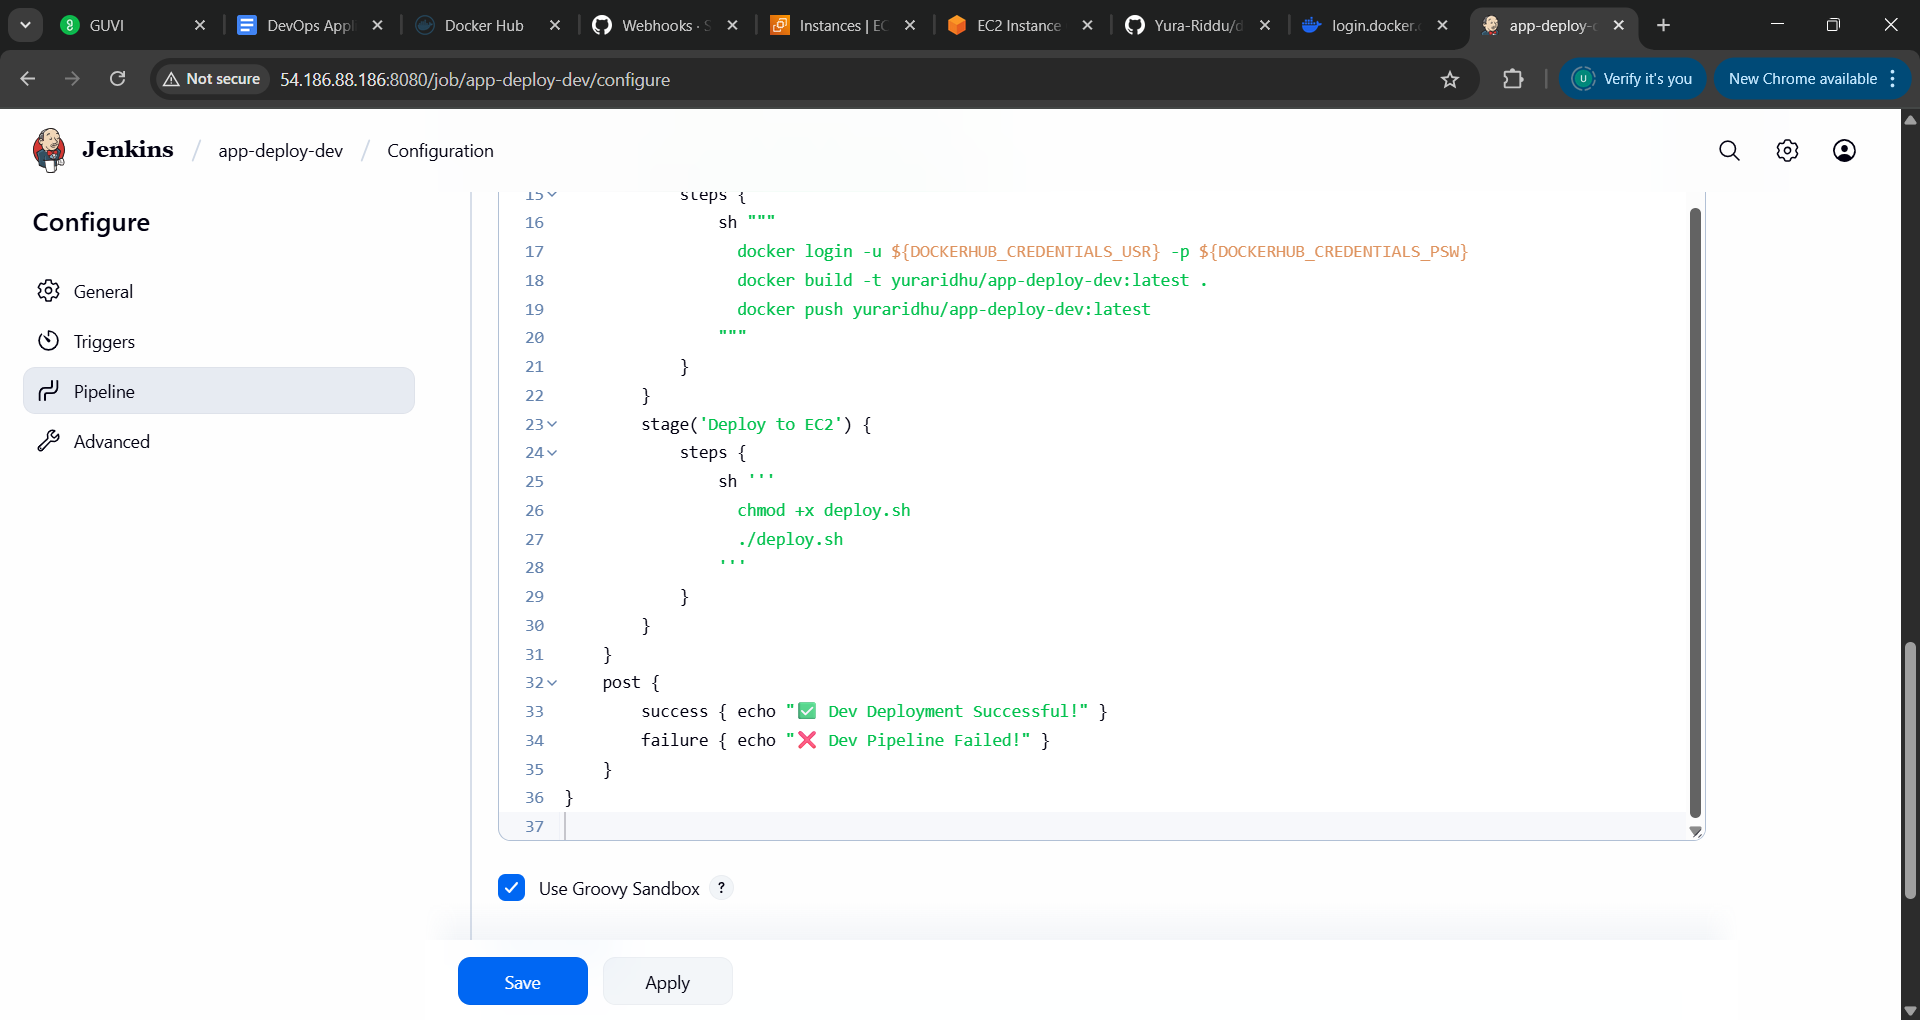 GUVI
DevOps Appl
Docker Hub
Webhooks · S
Instances | EC
EC2 Instance
Yura-Riddu/d
login.docker.c
app-deploy-c
Not secure
54.186.88.186:8080/job/app-deploy-dev/configure
Verify it's you
New Chrome available
Jenkins / app-deploy-dev / Configuration
Configure
General
Triggers
Pipeline
Advanced
15 steps {
16 sh """
17 docker login -u ${DOCKERHUB_CREDENTIALS_USR} -p ${DOCKERHUB_CREDENTIALS_PSW}
18 docker build -t yuraridhu/app-deploy-dev:latest .
19 docker push yuraridhu/app-deploy-dev:latest
20 """
21 }
22 }
23 stage('Deploy to EC2') {
24 steps {
25 sh '''
26 chmod +x deploy.sh
27 ./deploy.sh
28 '''
29 }
30 }
31 }
32 post {
33 success { echo "✅ Dev Deployment Successful!" }
34 failure { echo "❌ Dev Pipeline Failed!" }
35 }
36 }
37
Use Groovy Sandbox ?
Save
Apply